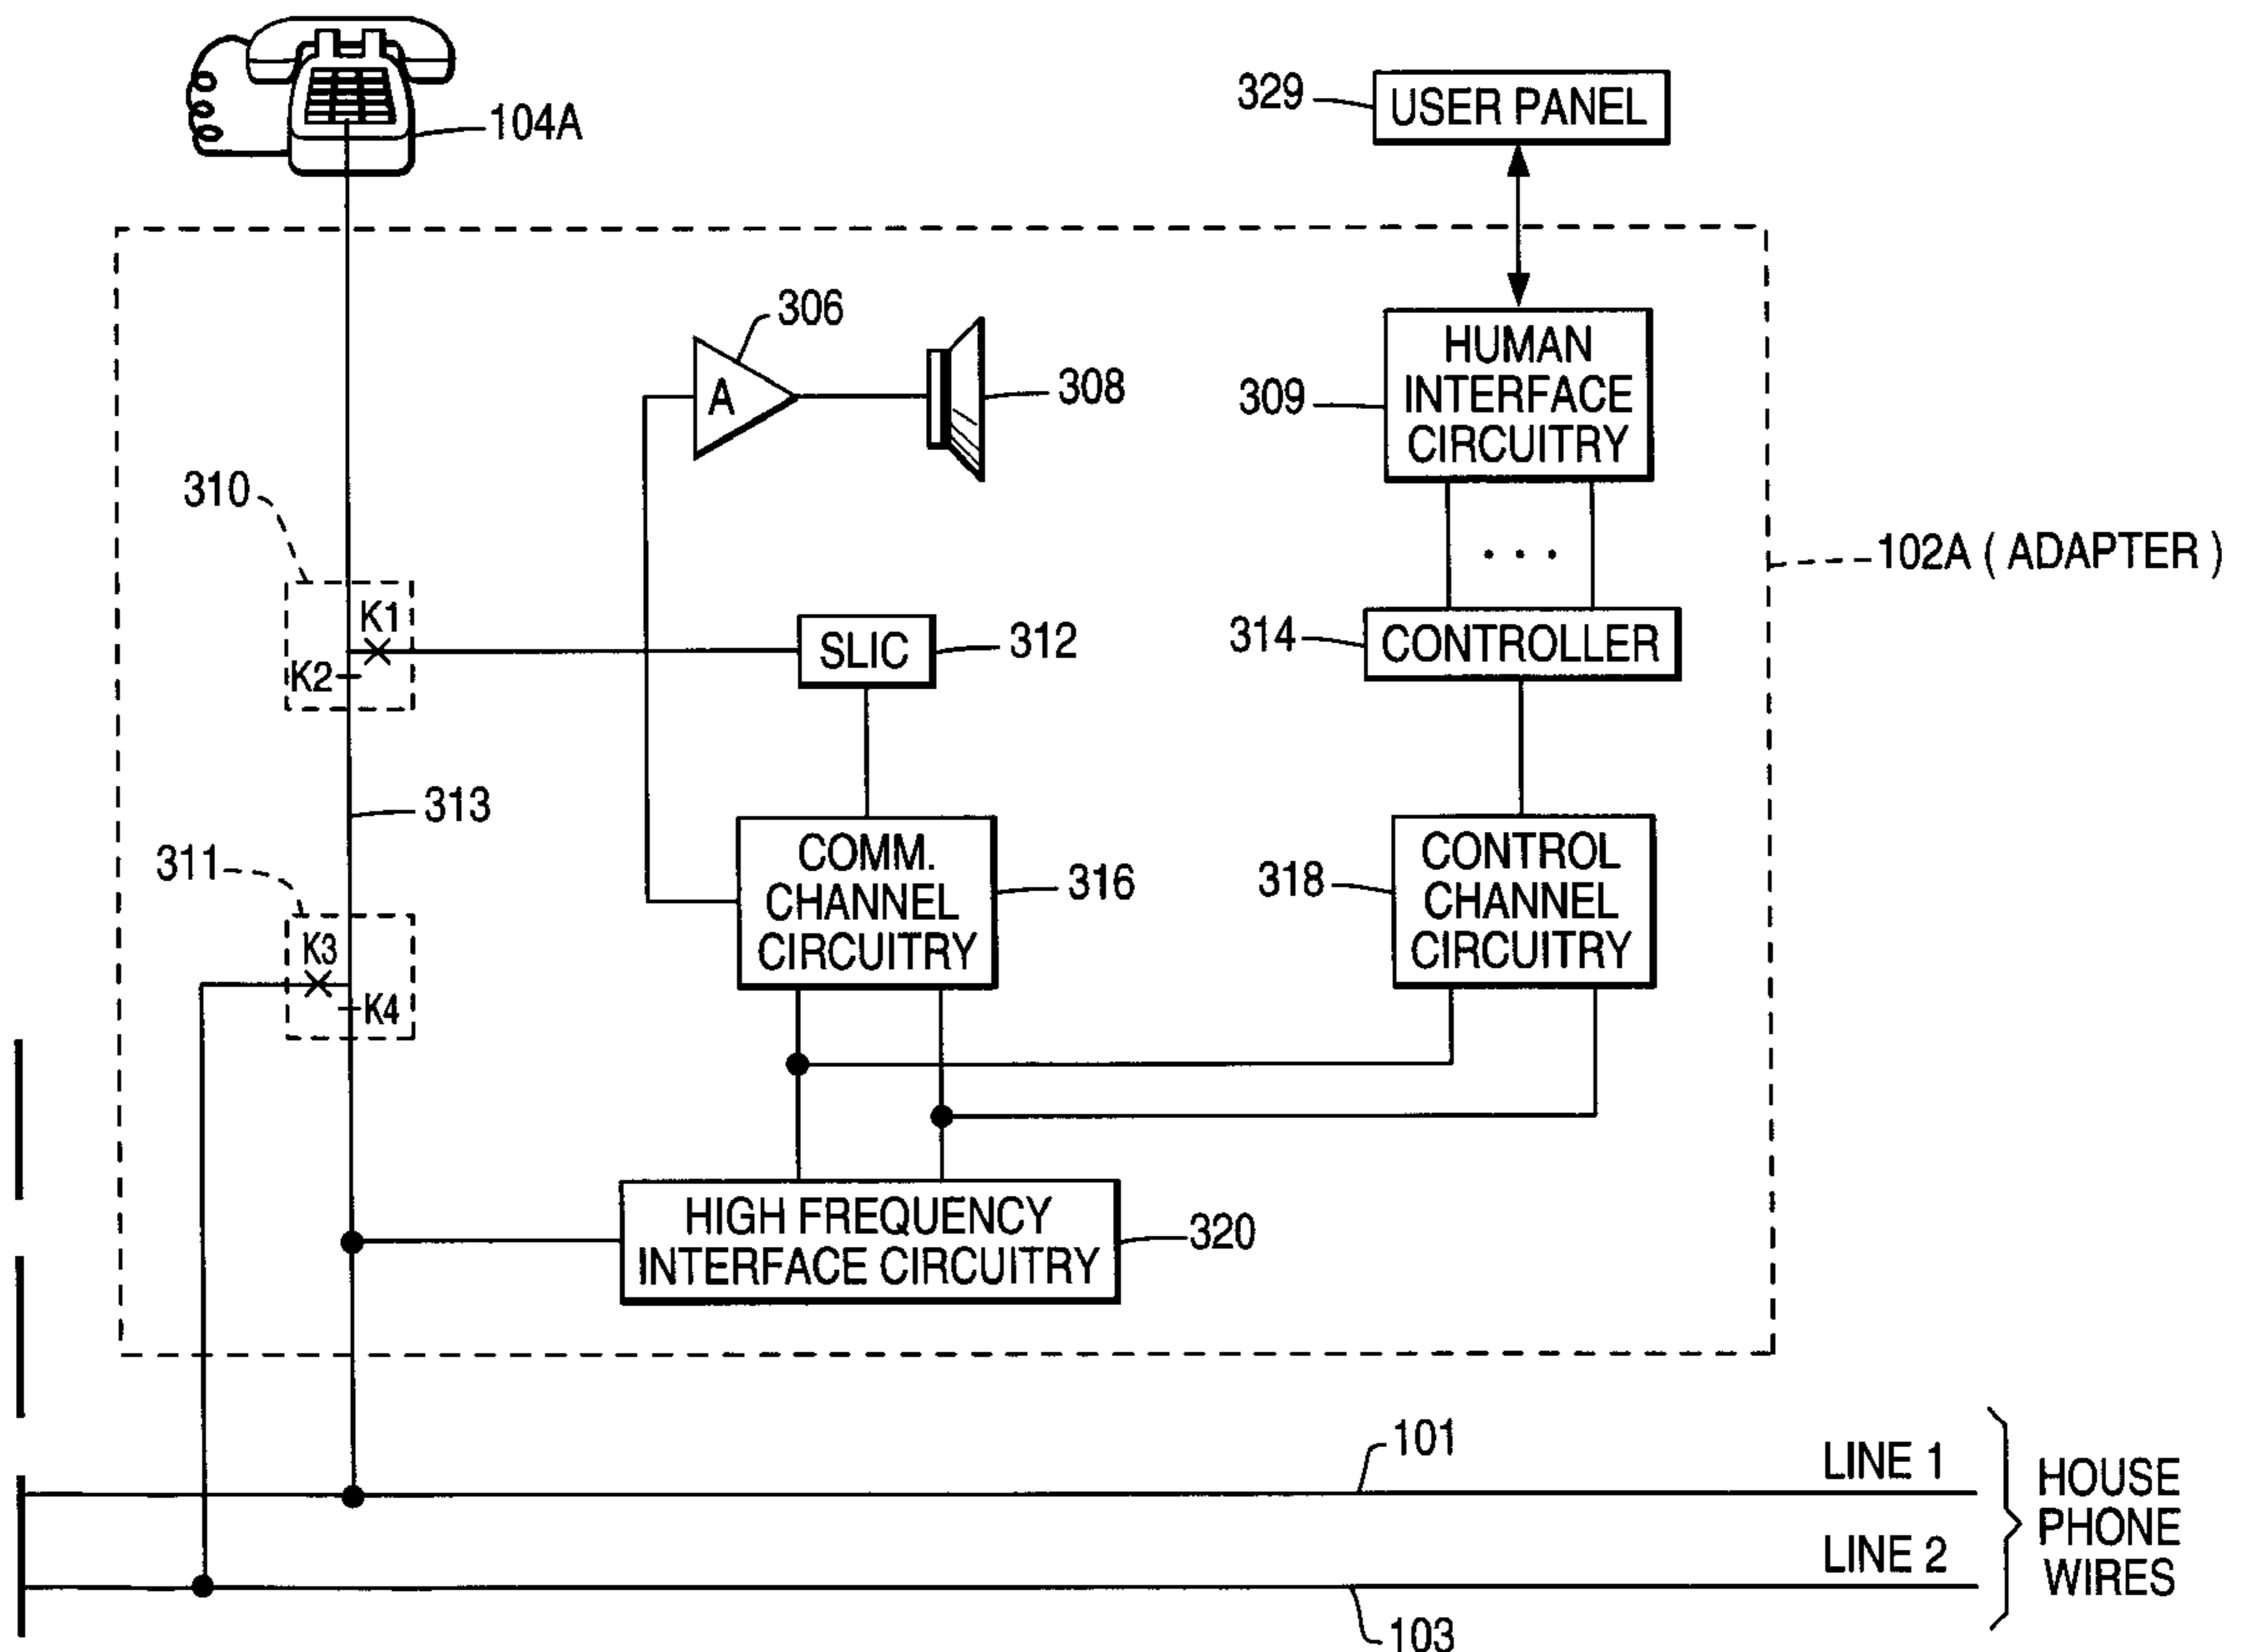 104A
329
USER PANEL
306
A
308
309
HUMAN
INTERFACE
CIRCUITRY
310
K1
K2
. . .
102A ( ADAPTER )
SLIC
312
314
CONTROLLER
313
311
K3
K4
COMM.
CHANNEL
CIRCUITRY
316
318
CONTROL
CHANNEL
CIRCUITRY
HIGH FREQUENCY
INTERFACE CIRCUITRY
320
101
LINE 1
LINE 2
103
HOUSE
PHONE
WIRES